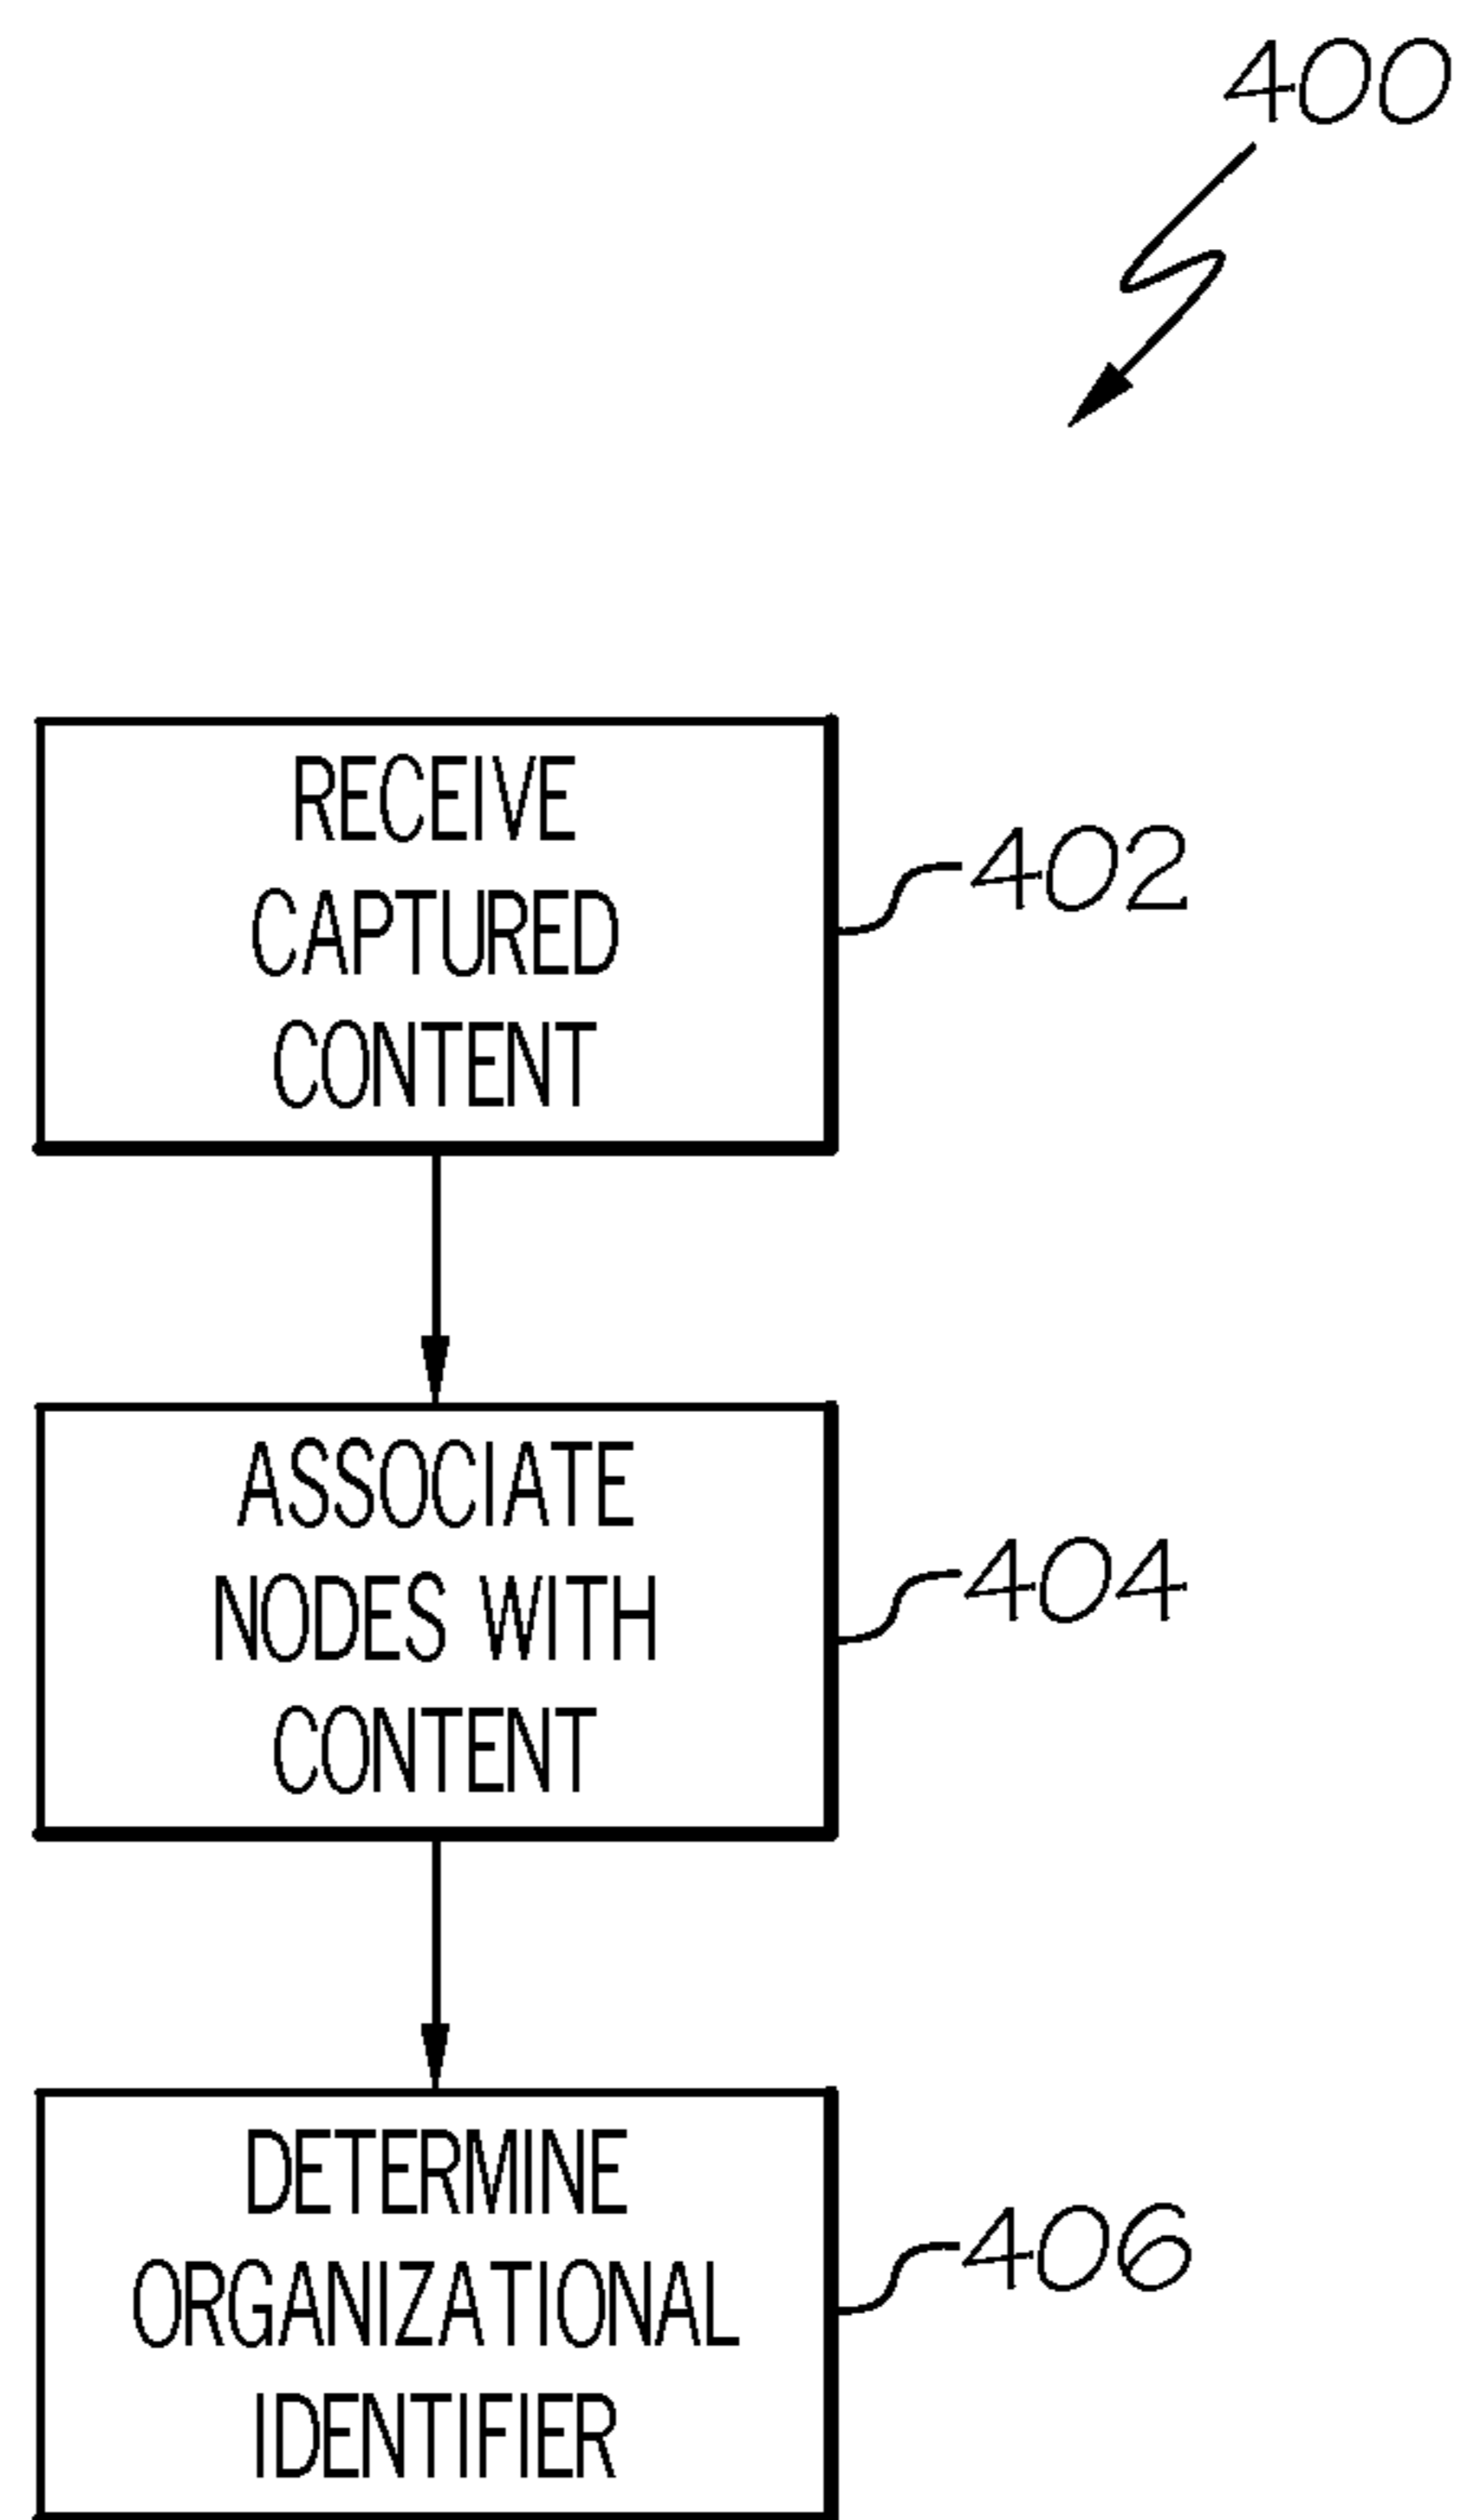 400
RECEIVE
CAPTURED
CONTENT
402
ASSOCIATE
NODES WITH
CONTENT
404
DETERMINE
ORGANIZATIONAL
IDENTIFIER
406